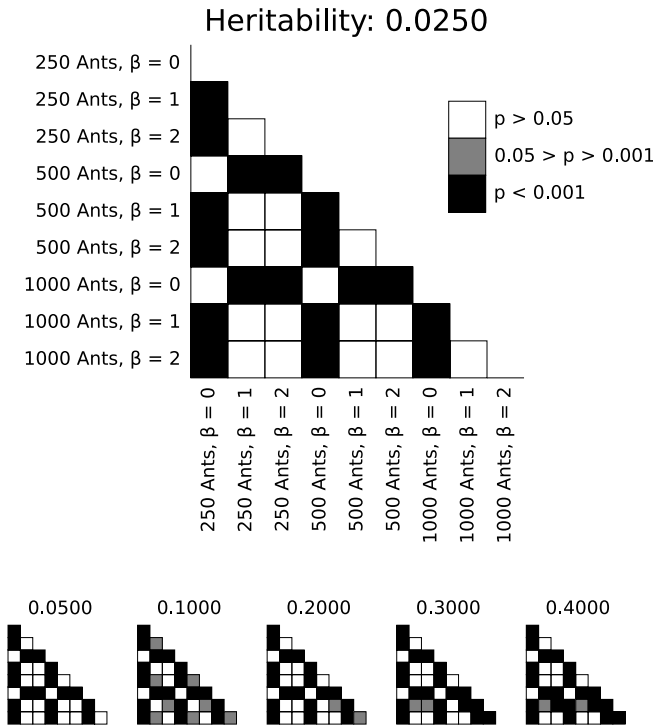 Heritability: 0.0250
250 Ants, β = 0
250 Ants, β = 1
250 Ants, β = 2
500 Ants, β = 0
500 Ants, β = 1
500 Ants, β = 2
1000 Ants, β = 0
1000 Ants, β = 1
1000 Ants, β = 2
p > 0.05
0.05 > p > 0.001
p < 0.001
250 Ants, β = 0
250 Ants, β = 1
250 Ants, β = 2
500 Ants, β = 0
500 Ants, β = 1
500 Ants, β = 2
1000 Ants, β = 0
1000 Ants, β = 1
1000 Ants, β = 2
0.0500
0.1000
0.2000
0.3000
0.4000